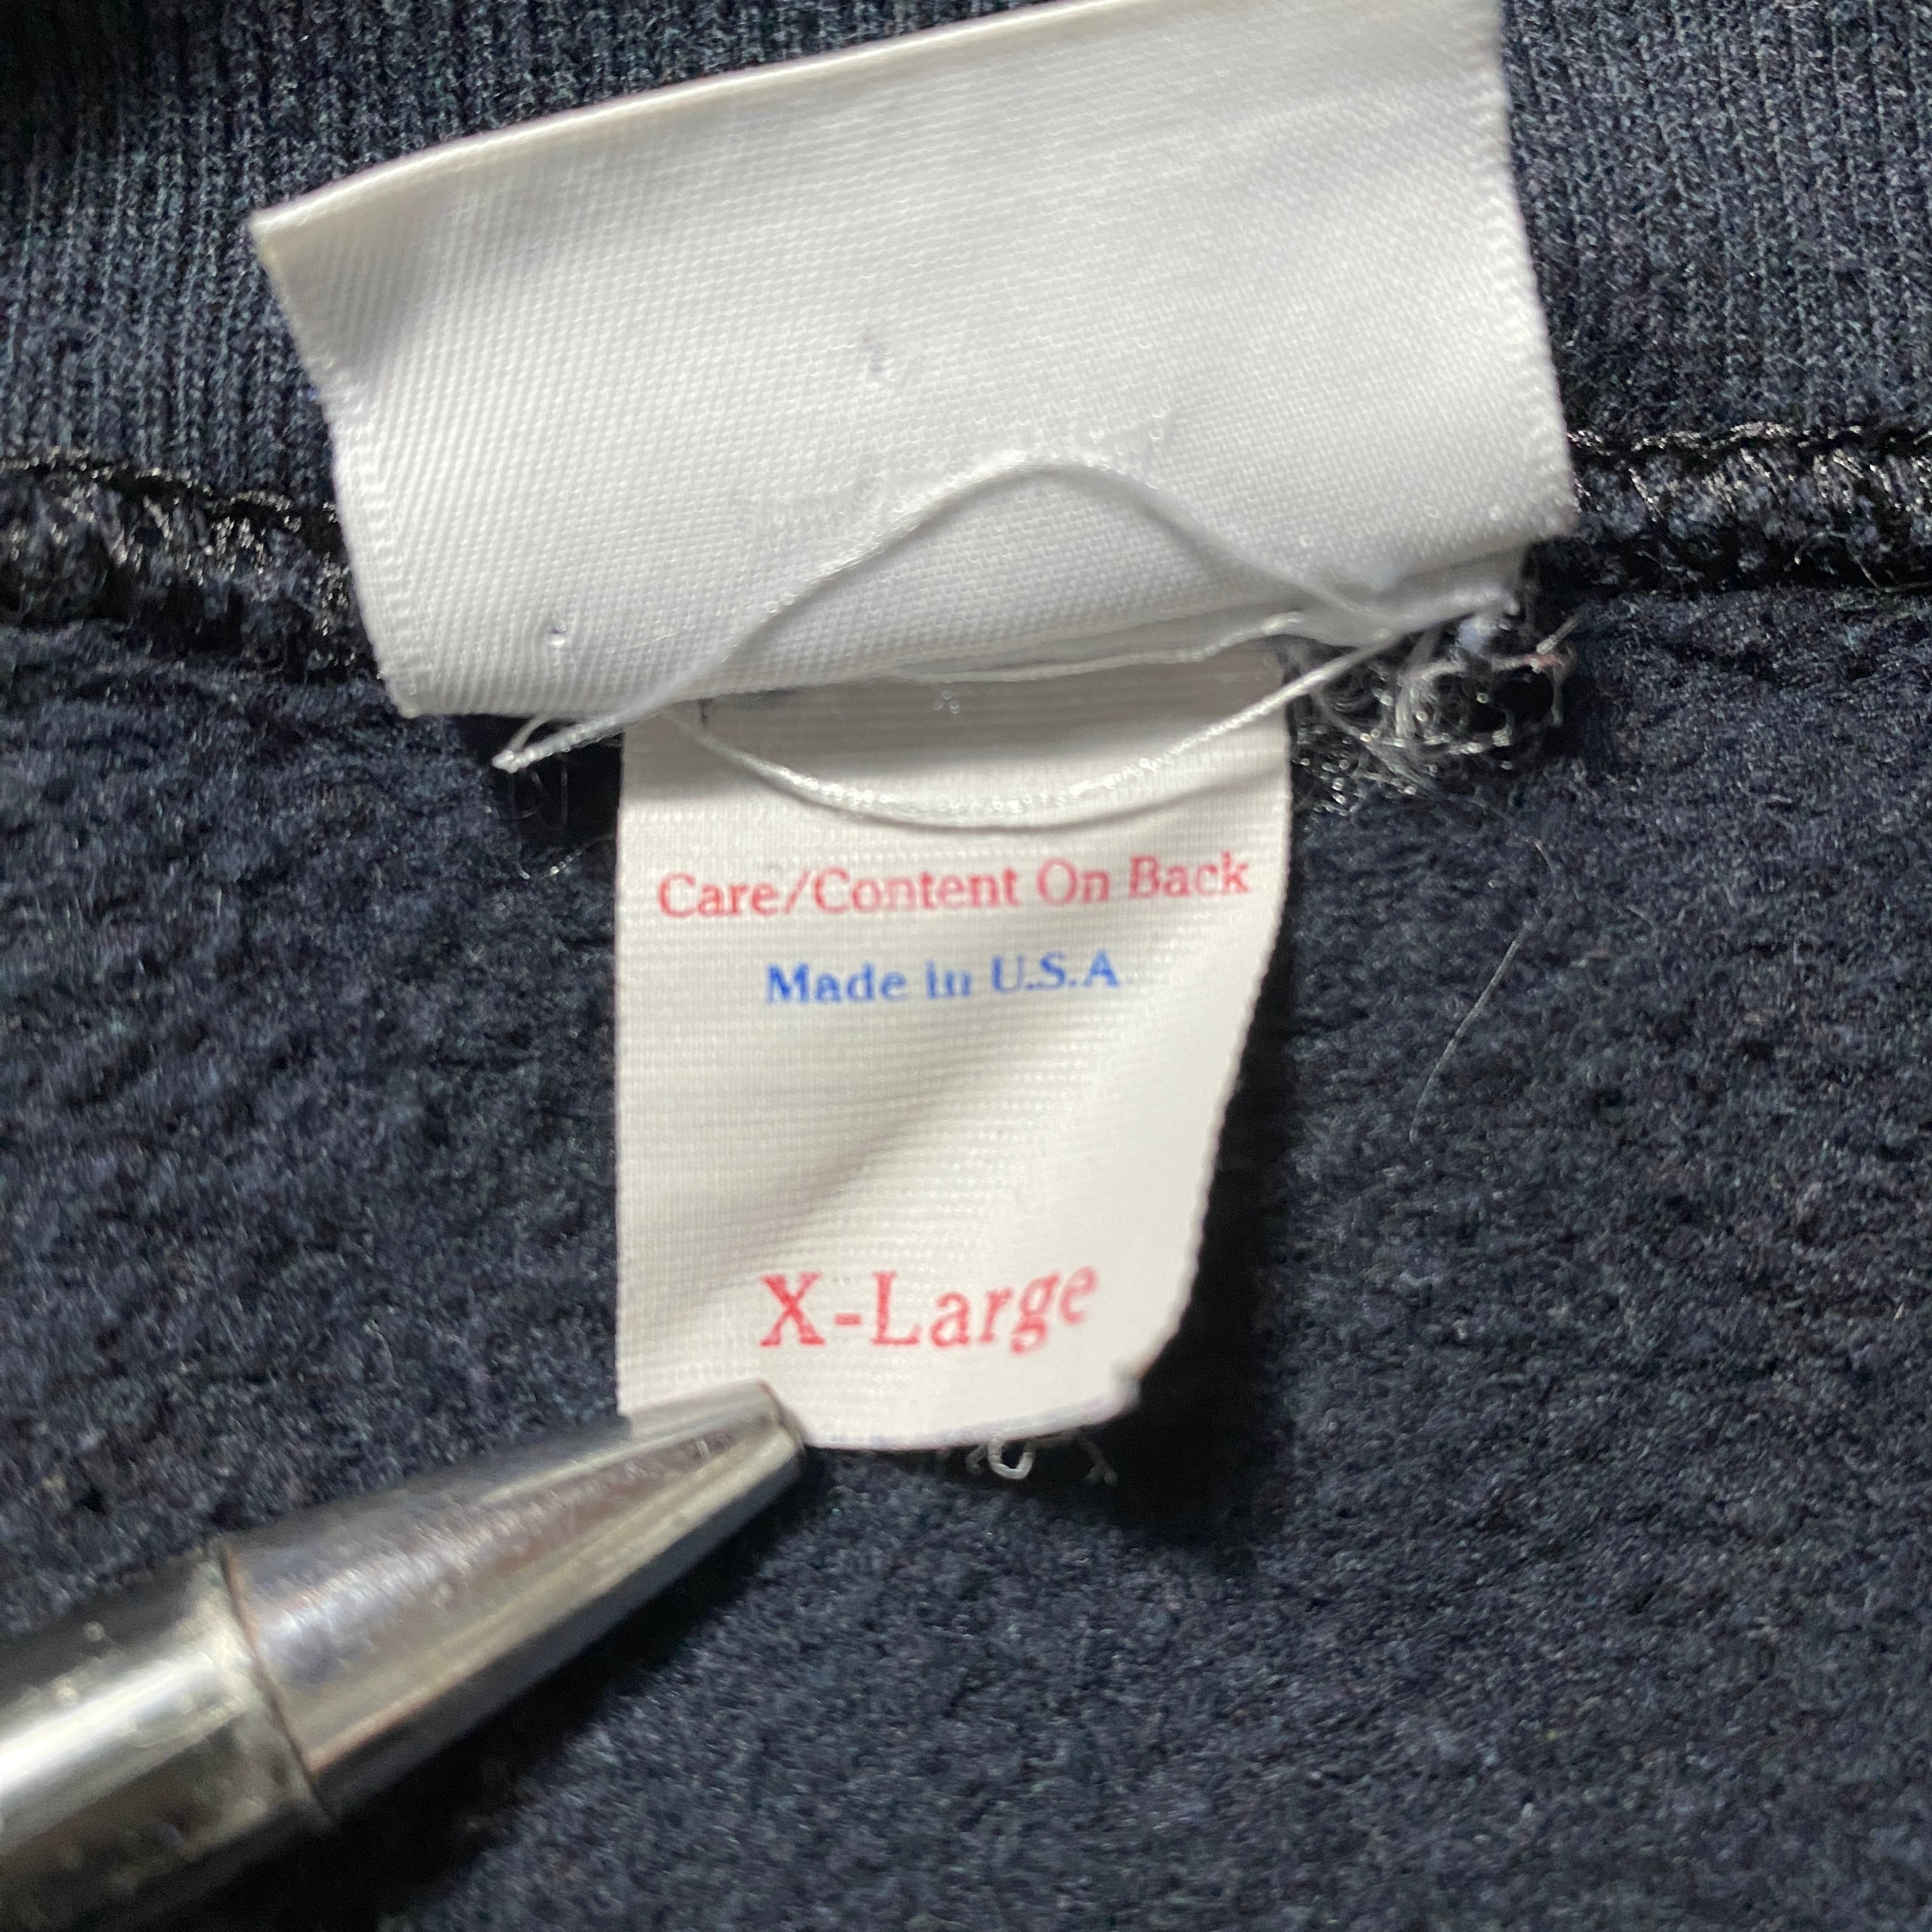 Care/Content On Back
Made in U.S.A
X-Large